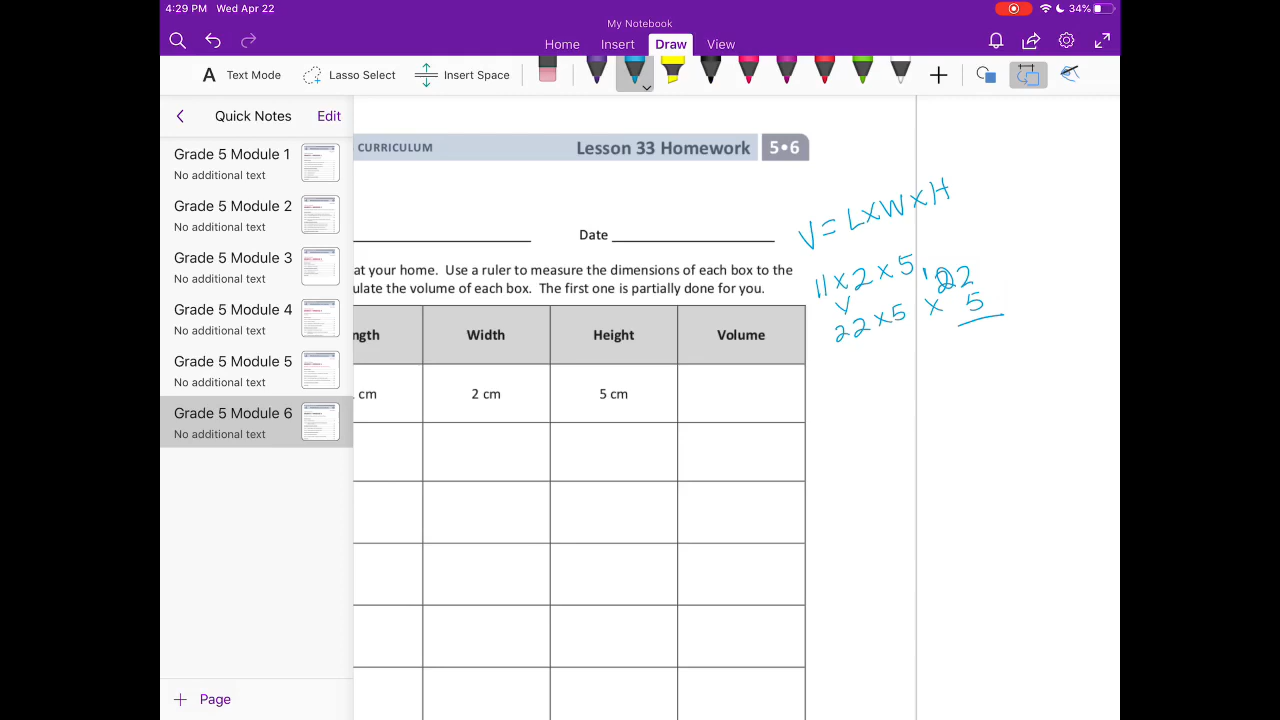 4:29 PM Wed Apr 22
34%
My Notebook
Home Insert Draw View
A Text Mode Lasso Select Insert Space
Quick Notes Edit
Grade 5 Module 1
No additional text
Grade 5 Module 2
No additional text
Grade 5 Module 3
No additional text
Grade 5 Module 4
No additional text
Grade 5 Module 5
No additional text
Grade 5 Module 6
No additional text
Page
CURRICULUM Lesson 33 Homework 5•6
Date
at your home. Use a ruler to measure the dimensions of each box to the
ulate the volume of each box. The first one is partially done for you.
ngth Width Height Volume
cm 2 cm 5 cm
V = L x W x H
11 x 2 x 5
22 x 5
1 22
x 5